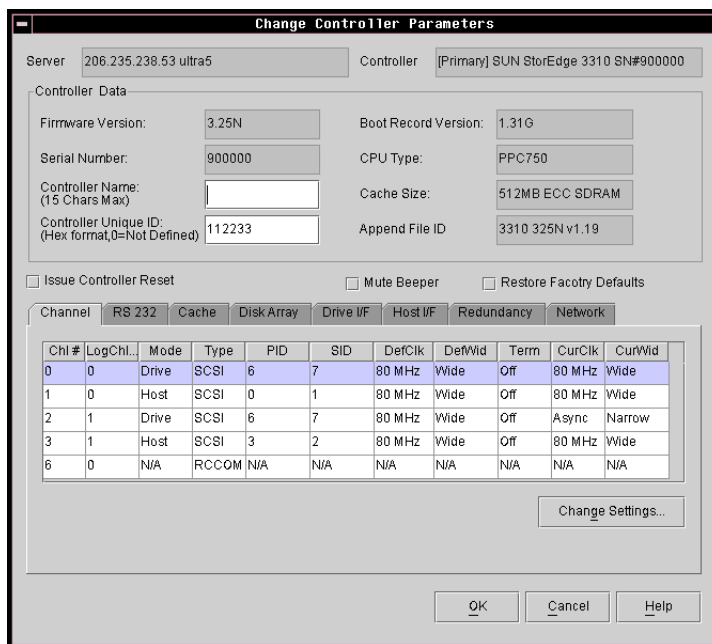 Change Controller Parameters
Server 206.235.238.53 ultra5 Controller [Primary] SUN StorEdge 3310 SN#900000
Controller Data
Firmware Version: 3.25N Boot Record Version: 1.31G
Serial Number: 900000 CPU Type: PPC750
Controller Name:
(15 Chars Max)
Cache Size: 512MB ECC SDRAM
Controller Unique ID:
(Hex format,0=Not Defined) 112233 Append File ID 3310 325N v1.19
Issue Controller Reset Mute Beeper Restore Facotry Defaults
Channel RS 232 Cache Disk Array Drive I/F Host I/F Redundancy Network
Chl # LogChl... Mode Type PID SID DefClk DefWid Term CurClk CurWid
0 0 Drive SCSI 6 7 80 MHz Wide Off 80 MHz Wide
1 0 Host SCSI 0 1 80 MHz Wide Off 80 MHz Wide
2 1 Drive SCSI 6 7 80 MHz Wide Off Async Narrow
3 1 Host SCSI 3 2 80 MHz Wide Off 80 MHz Wide
6 0 N/A RCCOM N/A N/A N/A N/A N/A N/A N/A
Change Settings...
OK Cancel Help